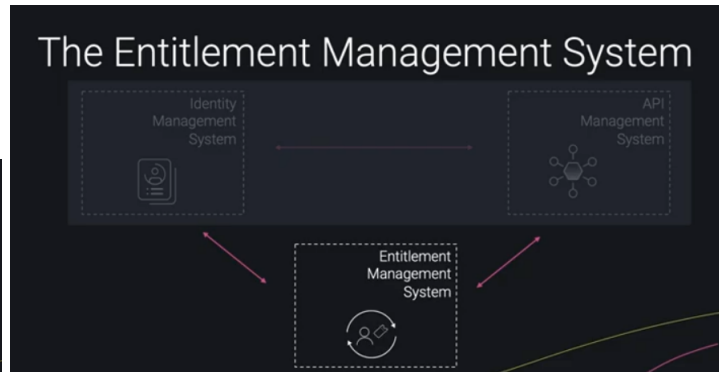 The Entitlement Management System
Identity
Management
System
API
Management
System
Entitlement
Management
System